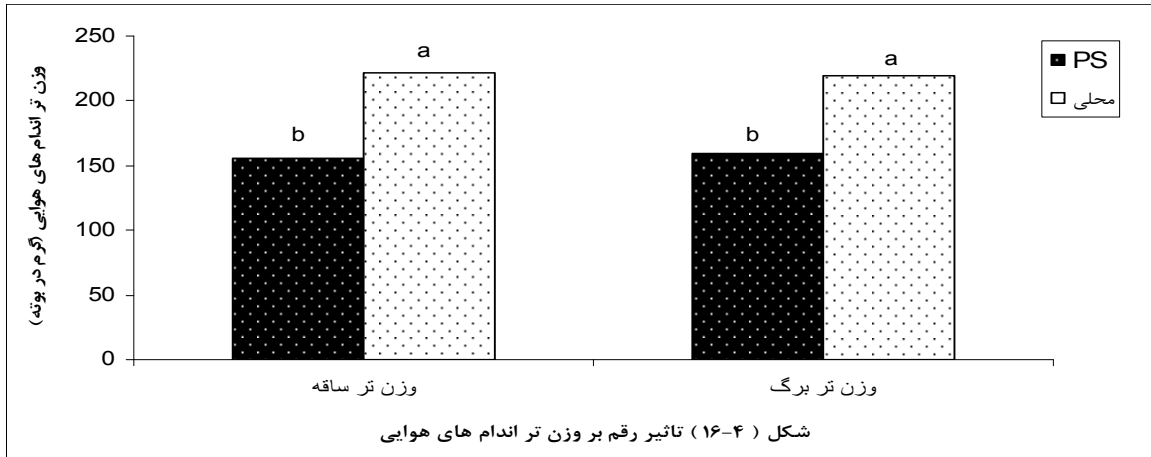 وزن تر اندام های هوایی (گرم در بوته)
250
200
150
100
50
0
b
a
b
a
PS
محلی
وزن تر ساقه
وزن تر برگ
شکل ( ۴-۱۶ ) تاثیر رقم بر وزن تر اندام های هوایی